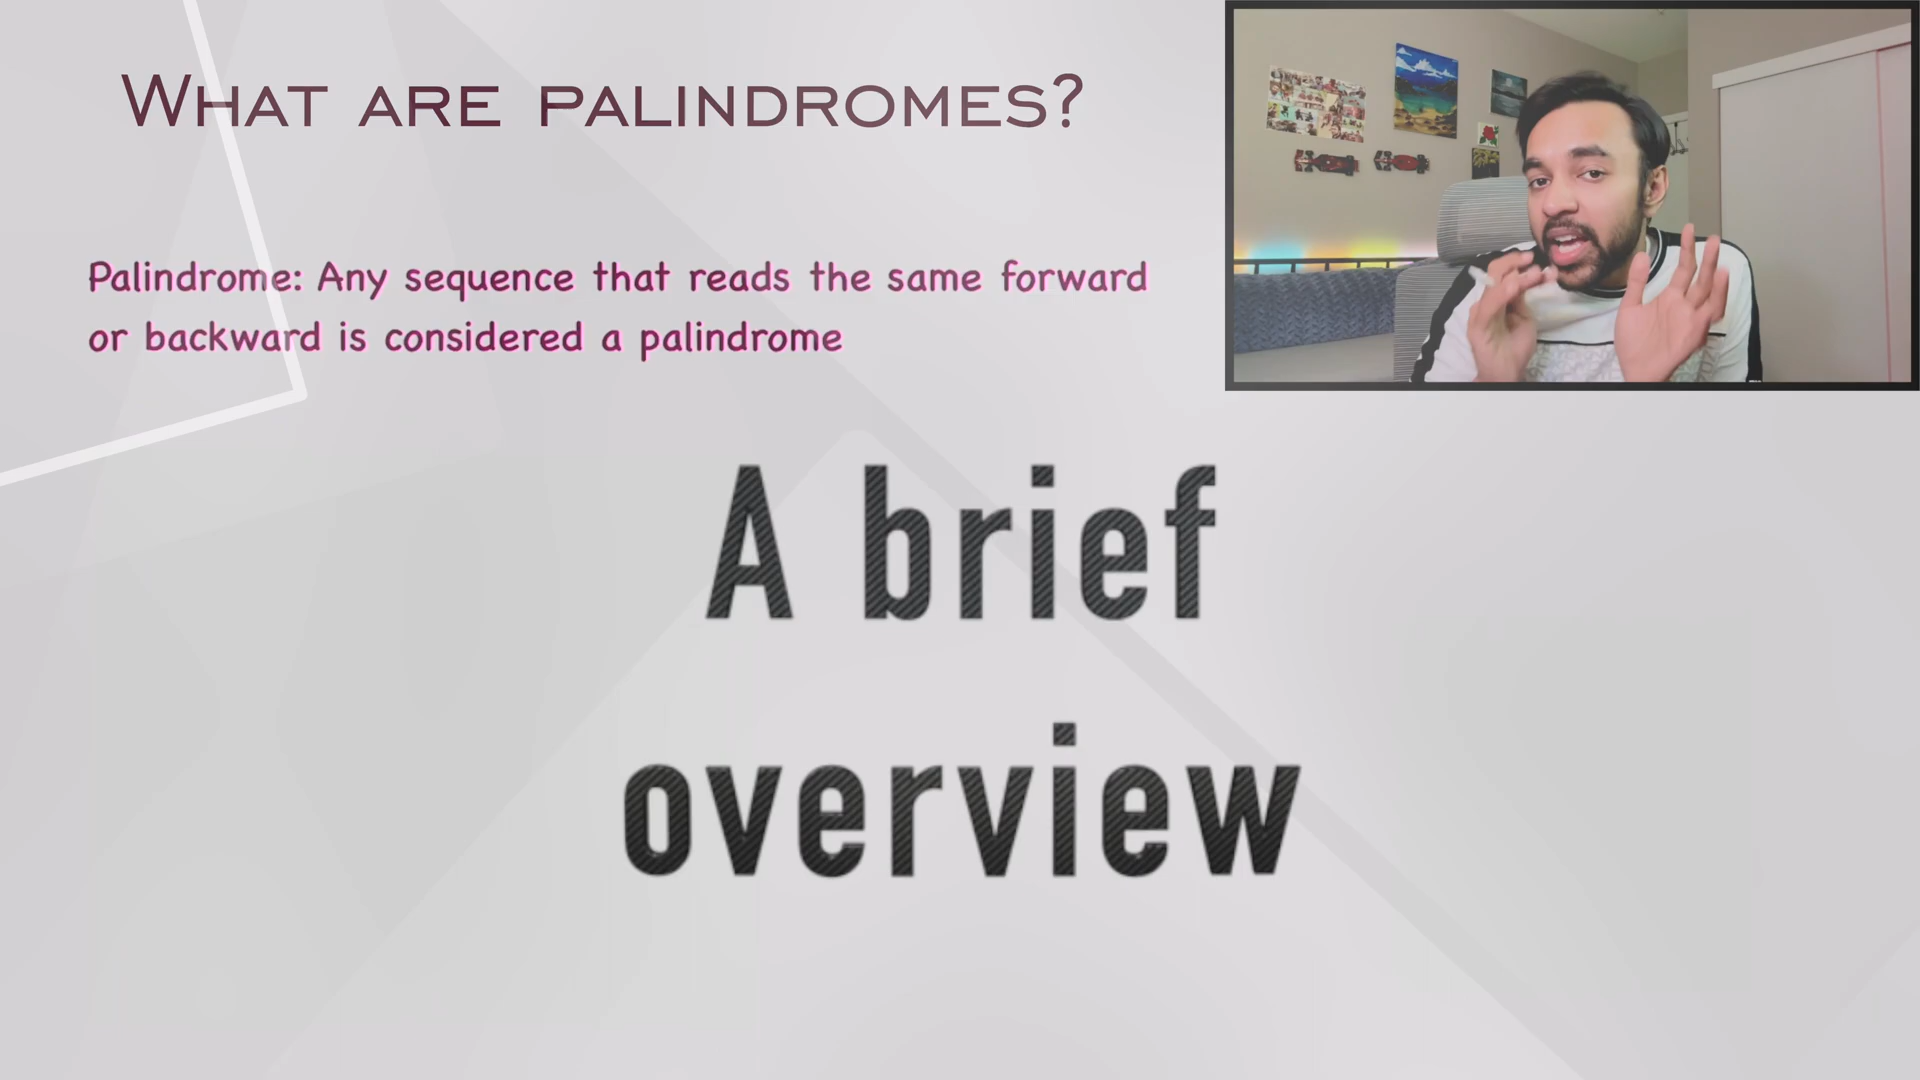 What are palindromes?
Palindrome: Any sequence that reads the same forward
or backward is considered a palindrome
A brief
overview